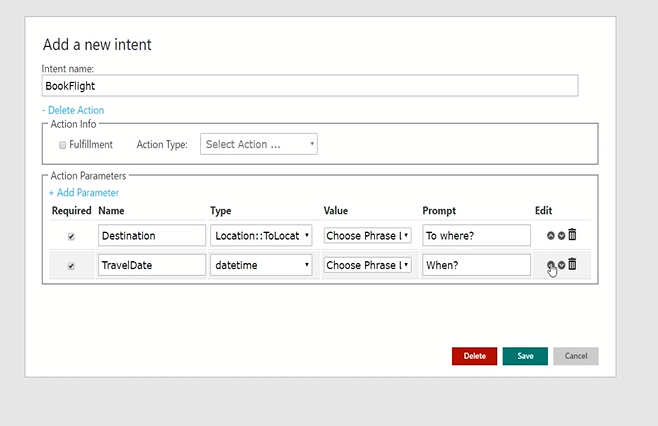 Add a new intent
Intent name:
BookFlight
- Delete Action
Action Info
Fulfillment Action Type: Select Action ...
Action Parameters
+ Add Parameter
Required Name Type Value Prompt Edit
Destination Location::ToLocat Choose Phrase L To where?
TravelDate datetime Choose Phrase L When?
Delete Save Cancel